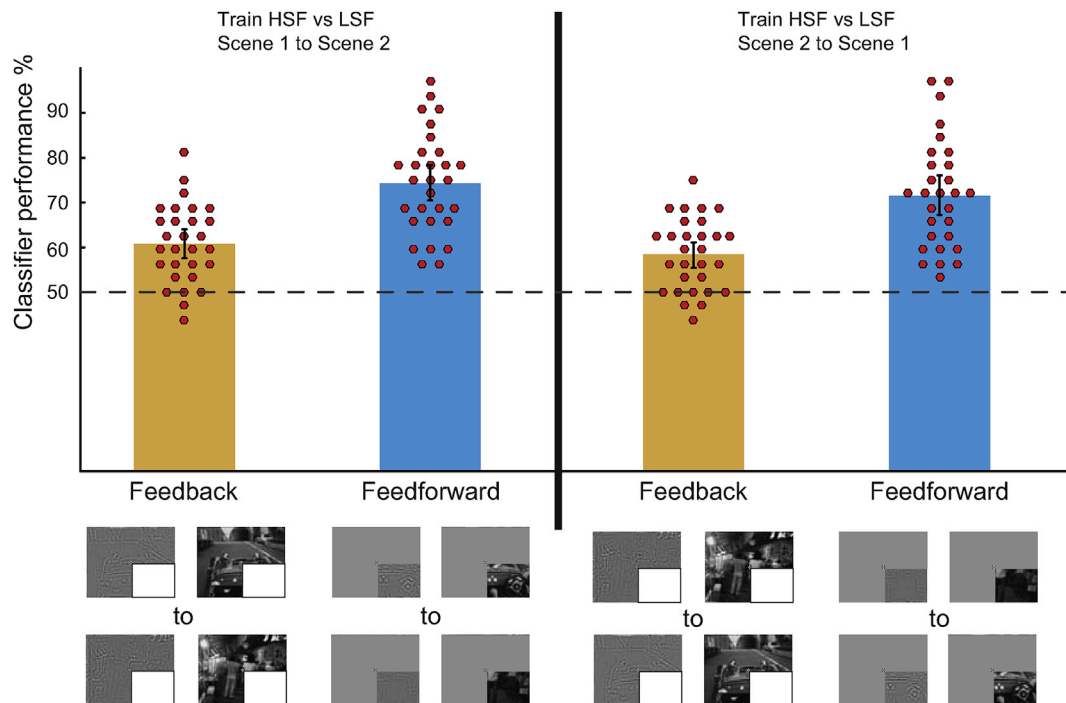 Train HSF vs LSF
Scene 1 to Scene 2
Train HSF vs LSF
Scene 2 to Scene 1
Classifier performance %
90
80
70
60
50
Feedback
Feedforward
Feedback
Feedforward
to
to
to
to